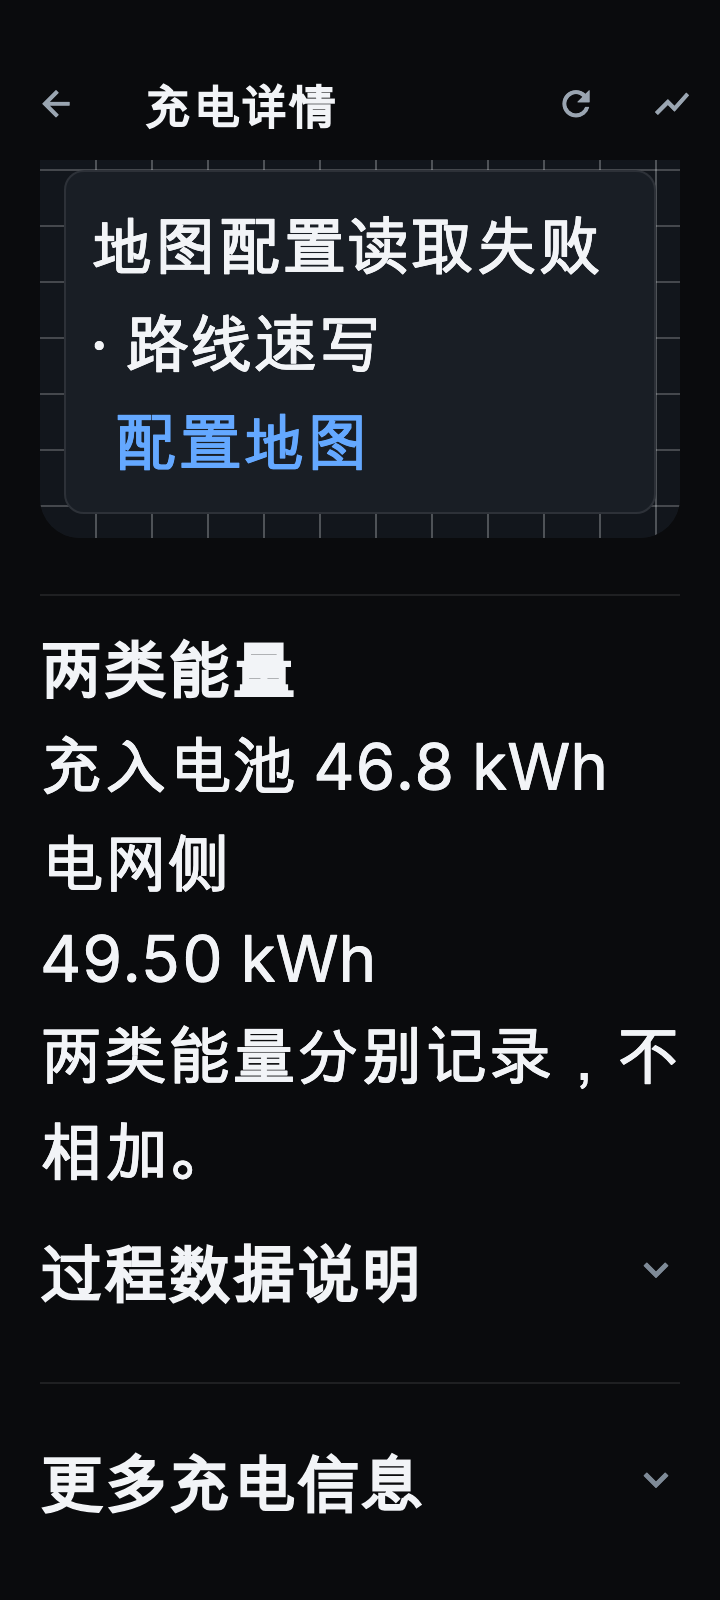 充电详情
地图配置读取失败
· 路线速写
配置地图
两类能量
充入电池 46.8 kWh
电网侧
49.50 kWh
两类能量分别记录，不
相加。
过程数据说明
更多充电信息